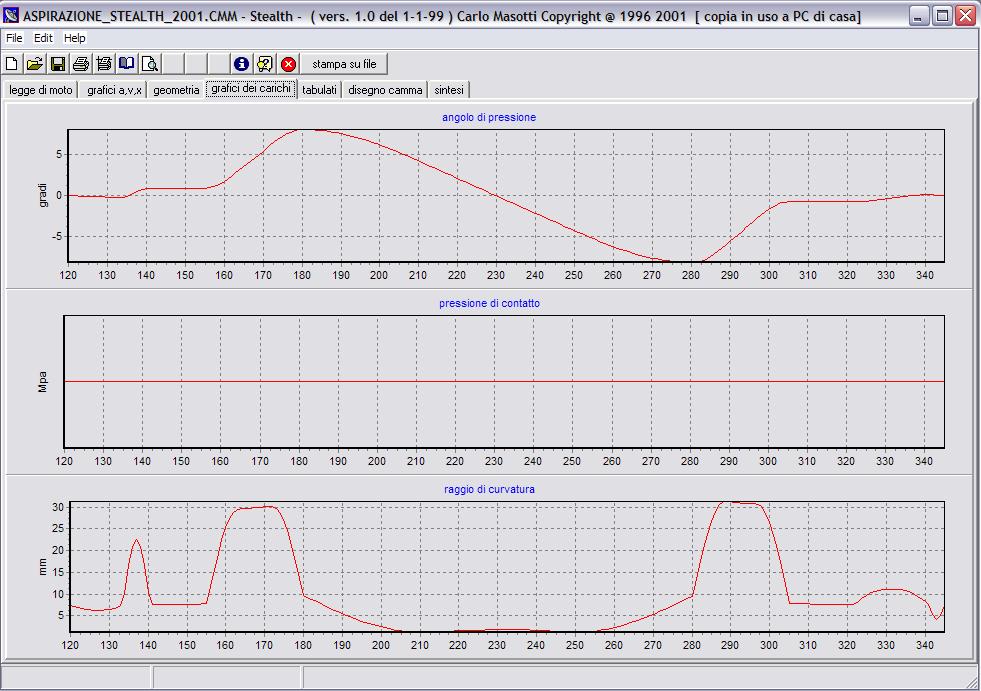 ASPIRAZIONE_STEALTH_2001.CMM - Stealth - ( vers. 1.0 del 1-1-99 ) Carlo Masotti Copyright @ 1996 2001 [ copia in uso a PC di casa]
File Edit Help
stampa su file
legge di moto grafici a,v,x geometria grafici dei carichi tabulati disegno camma sintesi
angolo di pressione
gradi
5
0
-5
120 130 140 150 160 170 180 190 200 210 220 230 240 250 260 270 280 290 300 310 320 330 340
pressione di contatto
Mpa
120 130 140 150 160 170 180 190 200 210 220 230 240 250 260 270 280 290 300 310 320 330 340
raggio di curvatura
mm
30
25
20
15
10
5
120 130 140 150 160 170 180 190 200 210 220 230 240 250 260 270 280 290 300 310 320 330 340